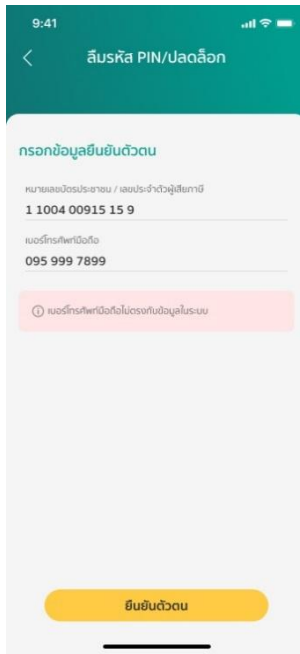 9:41
ลืมรหัส PIN/ปลดล็อก
กรอกข้อมูลยืนยันตัวตน
หมายเลขบัตรประชาชน / เลขประจำตัวผู้เสียภาษี
1 1004 00915 15 9
เบอร์โทรศัพท์มือถือ
095 999 7899
เบอร์โทรศัพท์มือถือไม่ตรงกับข้อมูลในระบบ
ยืนยันตัวตน